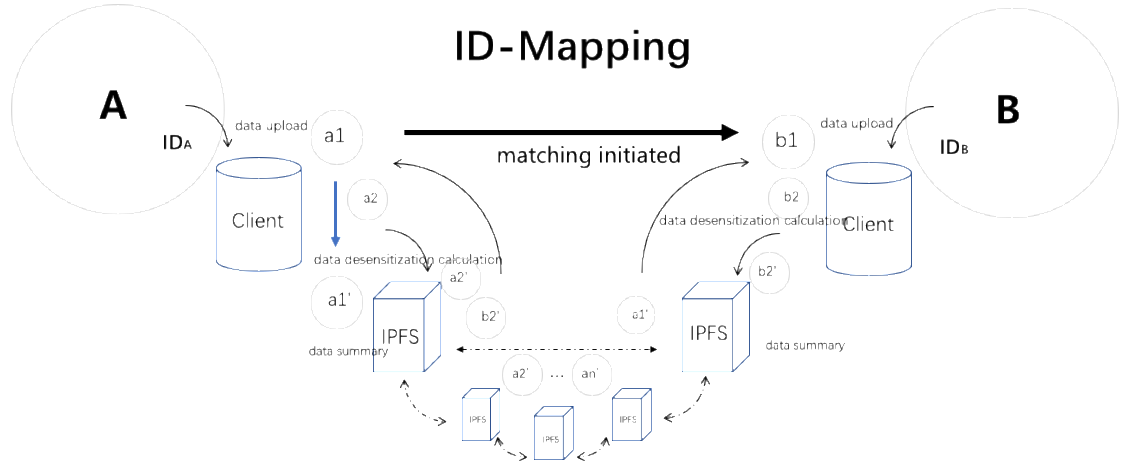 ID-Mapping
A
B
IDA
data upload
a1
matching initiated
b1
data upload
IDB
Client
a2
b2
data desensitization calculation
Client
data desensitization calculation
a2'
b2'
a1'
IPFS
b2'
a1'
IPFS
data summary
data summary
a2'
...
an'
IPFS
IPFS
IPFS